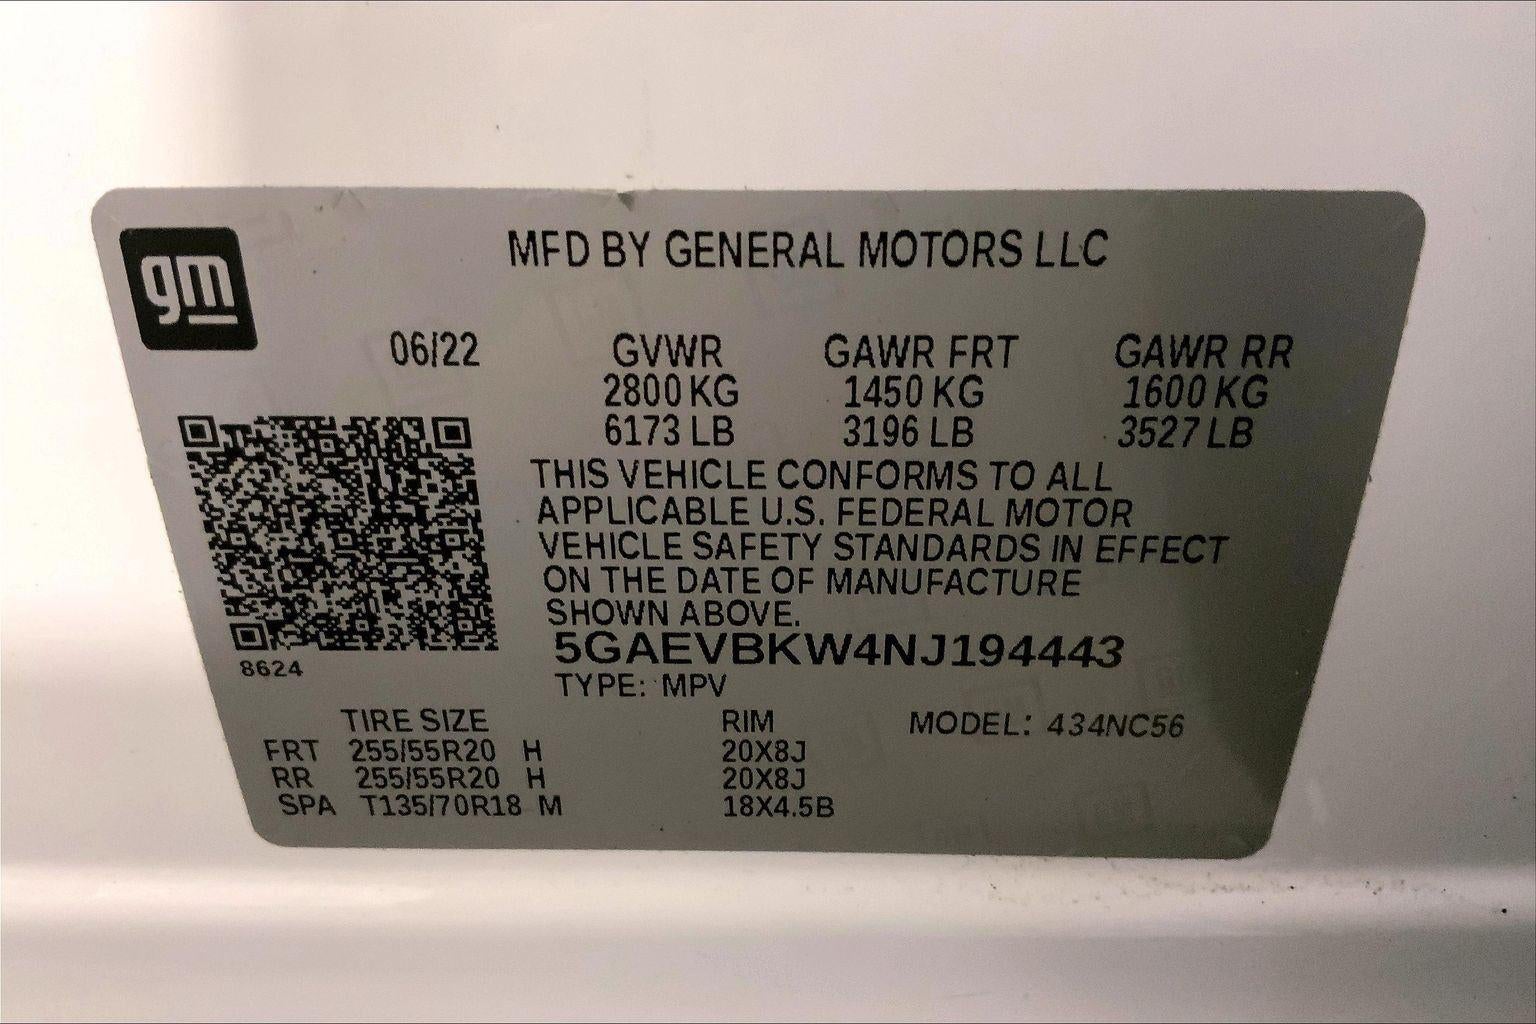 gm
MFD BY GENERAL MOTORS LLC
06/22 GVWR GAWR FRT GAWR RR
2800 KG 1450 KG 1600 KG
6173 LB 3196 LB 3527 LB
THIS VEHICLE CONFORMS TO ALL
APPLICABLE U.S. FEDERAL MOTOR
VEHICLE SAFETY STANDARDS IN EFFECT
ON THE DATE OF MANUFACTURE
SHOWN ABOVE.
5GAEVBKW4NJ194443
8624
TYPE: MPV
TIRE SIZE RIM MODEL: 434NC56
FRT 255/55R20 H 20X8J
RR 255/55R20 H 20X8J
SPA T135/70R18 M 18X4.5B